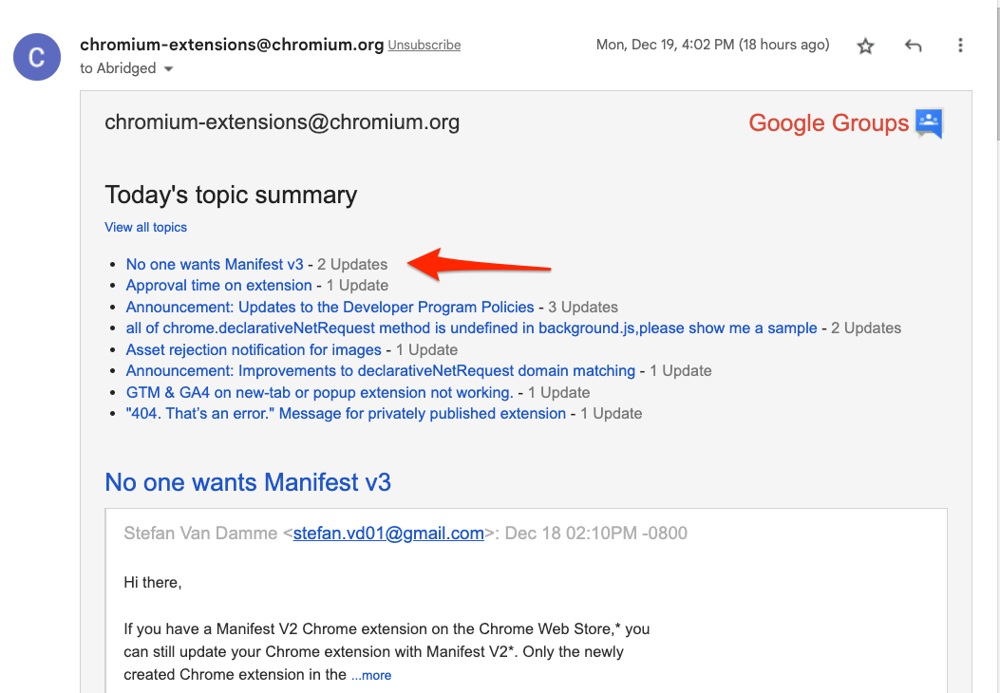 C
chromium-extensions@chromium.org Unsubscribe
Mon, Dec 19, 4:02 PM (18 hours ago)
to Abridged
chromium-extensions@chromium.org
Google Groups
Today's topic summary
View all topics
• No one wants Manifest v3 - 2 Updates
• Approval time on extension - 1 Update
• Announcement: Updates to the Developer Program Policies - 3 Updates
• all of chrome.declarativeNetRequest method is undefined in background.js,please show me a sample - 2 Updates
• Asset rejection notification for images - 1 Update
• Announcement: Improvements to declarativeNetRequest domain matching - 1 Update
• GTM & GA4 on new-tab or popup extension not working. - 1 Update
• "404. That’s an error." Message for privately published extension - 1 Update
No one wants Manifest v3
Stefan Van Damme <stefan.vd01@gmail.com>: Dec 18 02:10PM -0800
Hi there,
If you have a Manifest V2 Chrome extension on the Chrome Web Store,* you
can still update your Chrome extension with Manifest V2*. Only the newly
created Chrome extension in the ...more